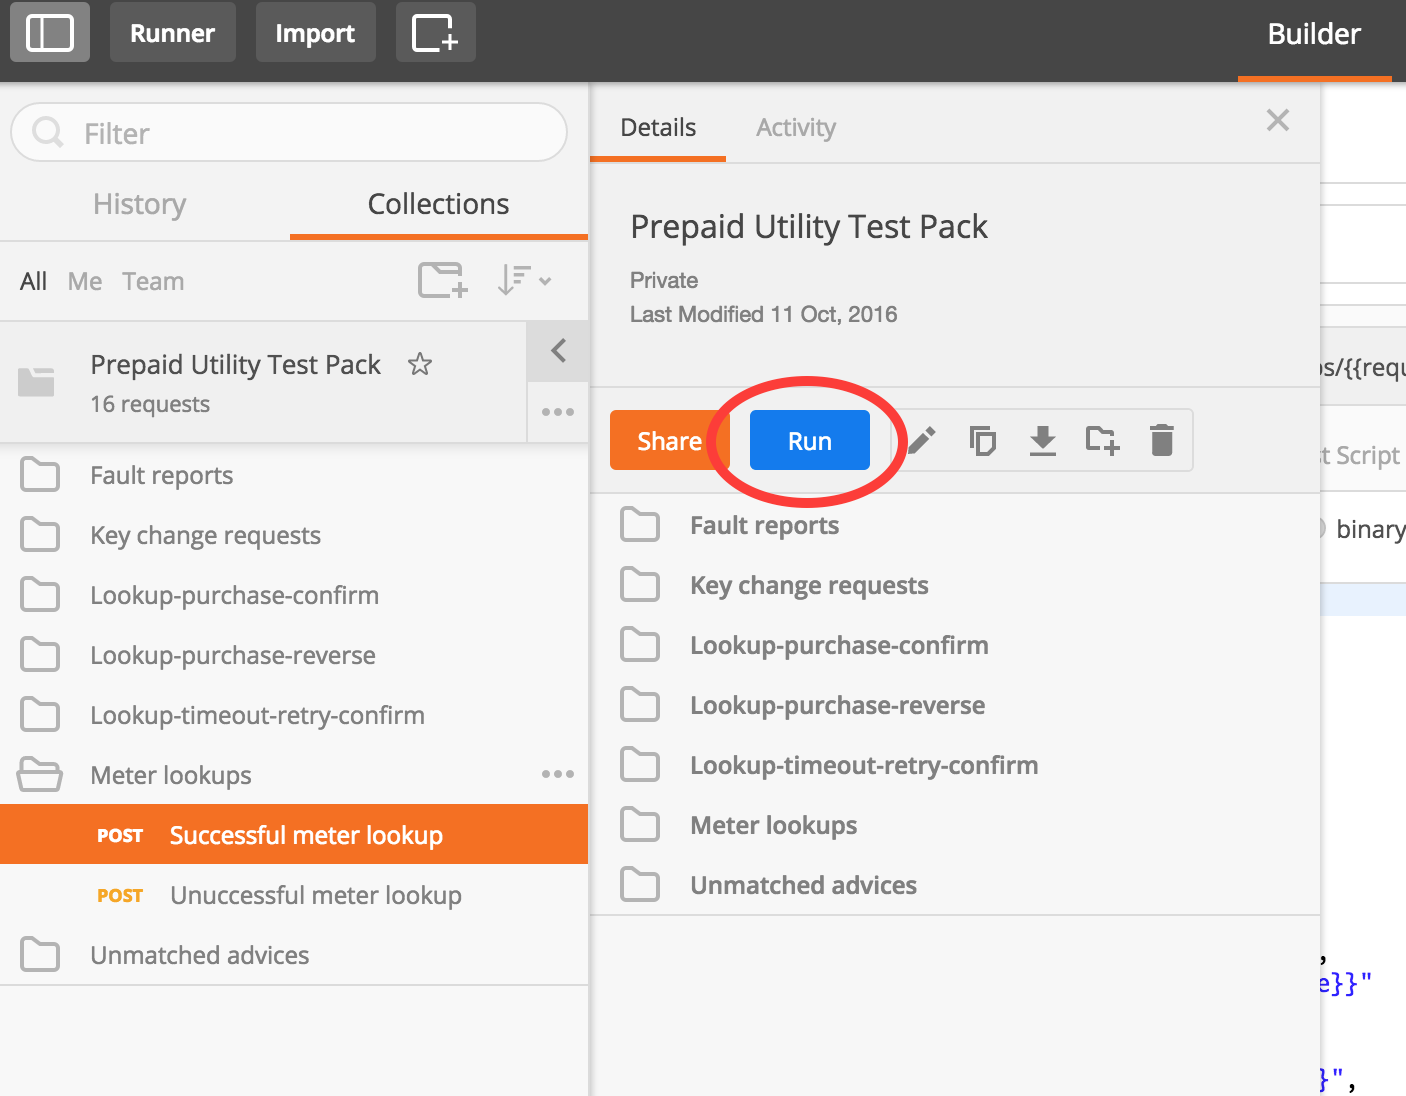 Runner
Import
Builder
Filter
History
Collections
All
Me
Team
Prepaid Utility Test Pack
16 requests
Fault reports
Key change requests
Lookup-purchase-confirm
Lookup-purchase-reverse
Lookup-timeout-retry-confirm
Meter lookups
POST Successful meter lookup
POST Unuccessful meter lookup
Unmatched advices
Details
Activity
Prepaid Utility Test Pack
Private
Last Modified 11 Oct, 2016
Share
Run
Fault reports
Key change requests
Lookup-purchase-confirm
Lookup-purchase-reverse
Lookup-timeout-retry-confirm
Meter lookups
Unmatched advices
s/{{requ
t Script
binary
,
e}}"
}",